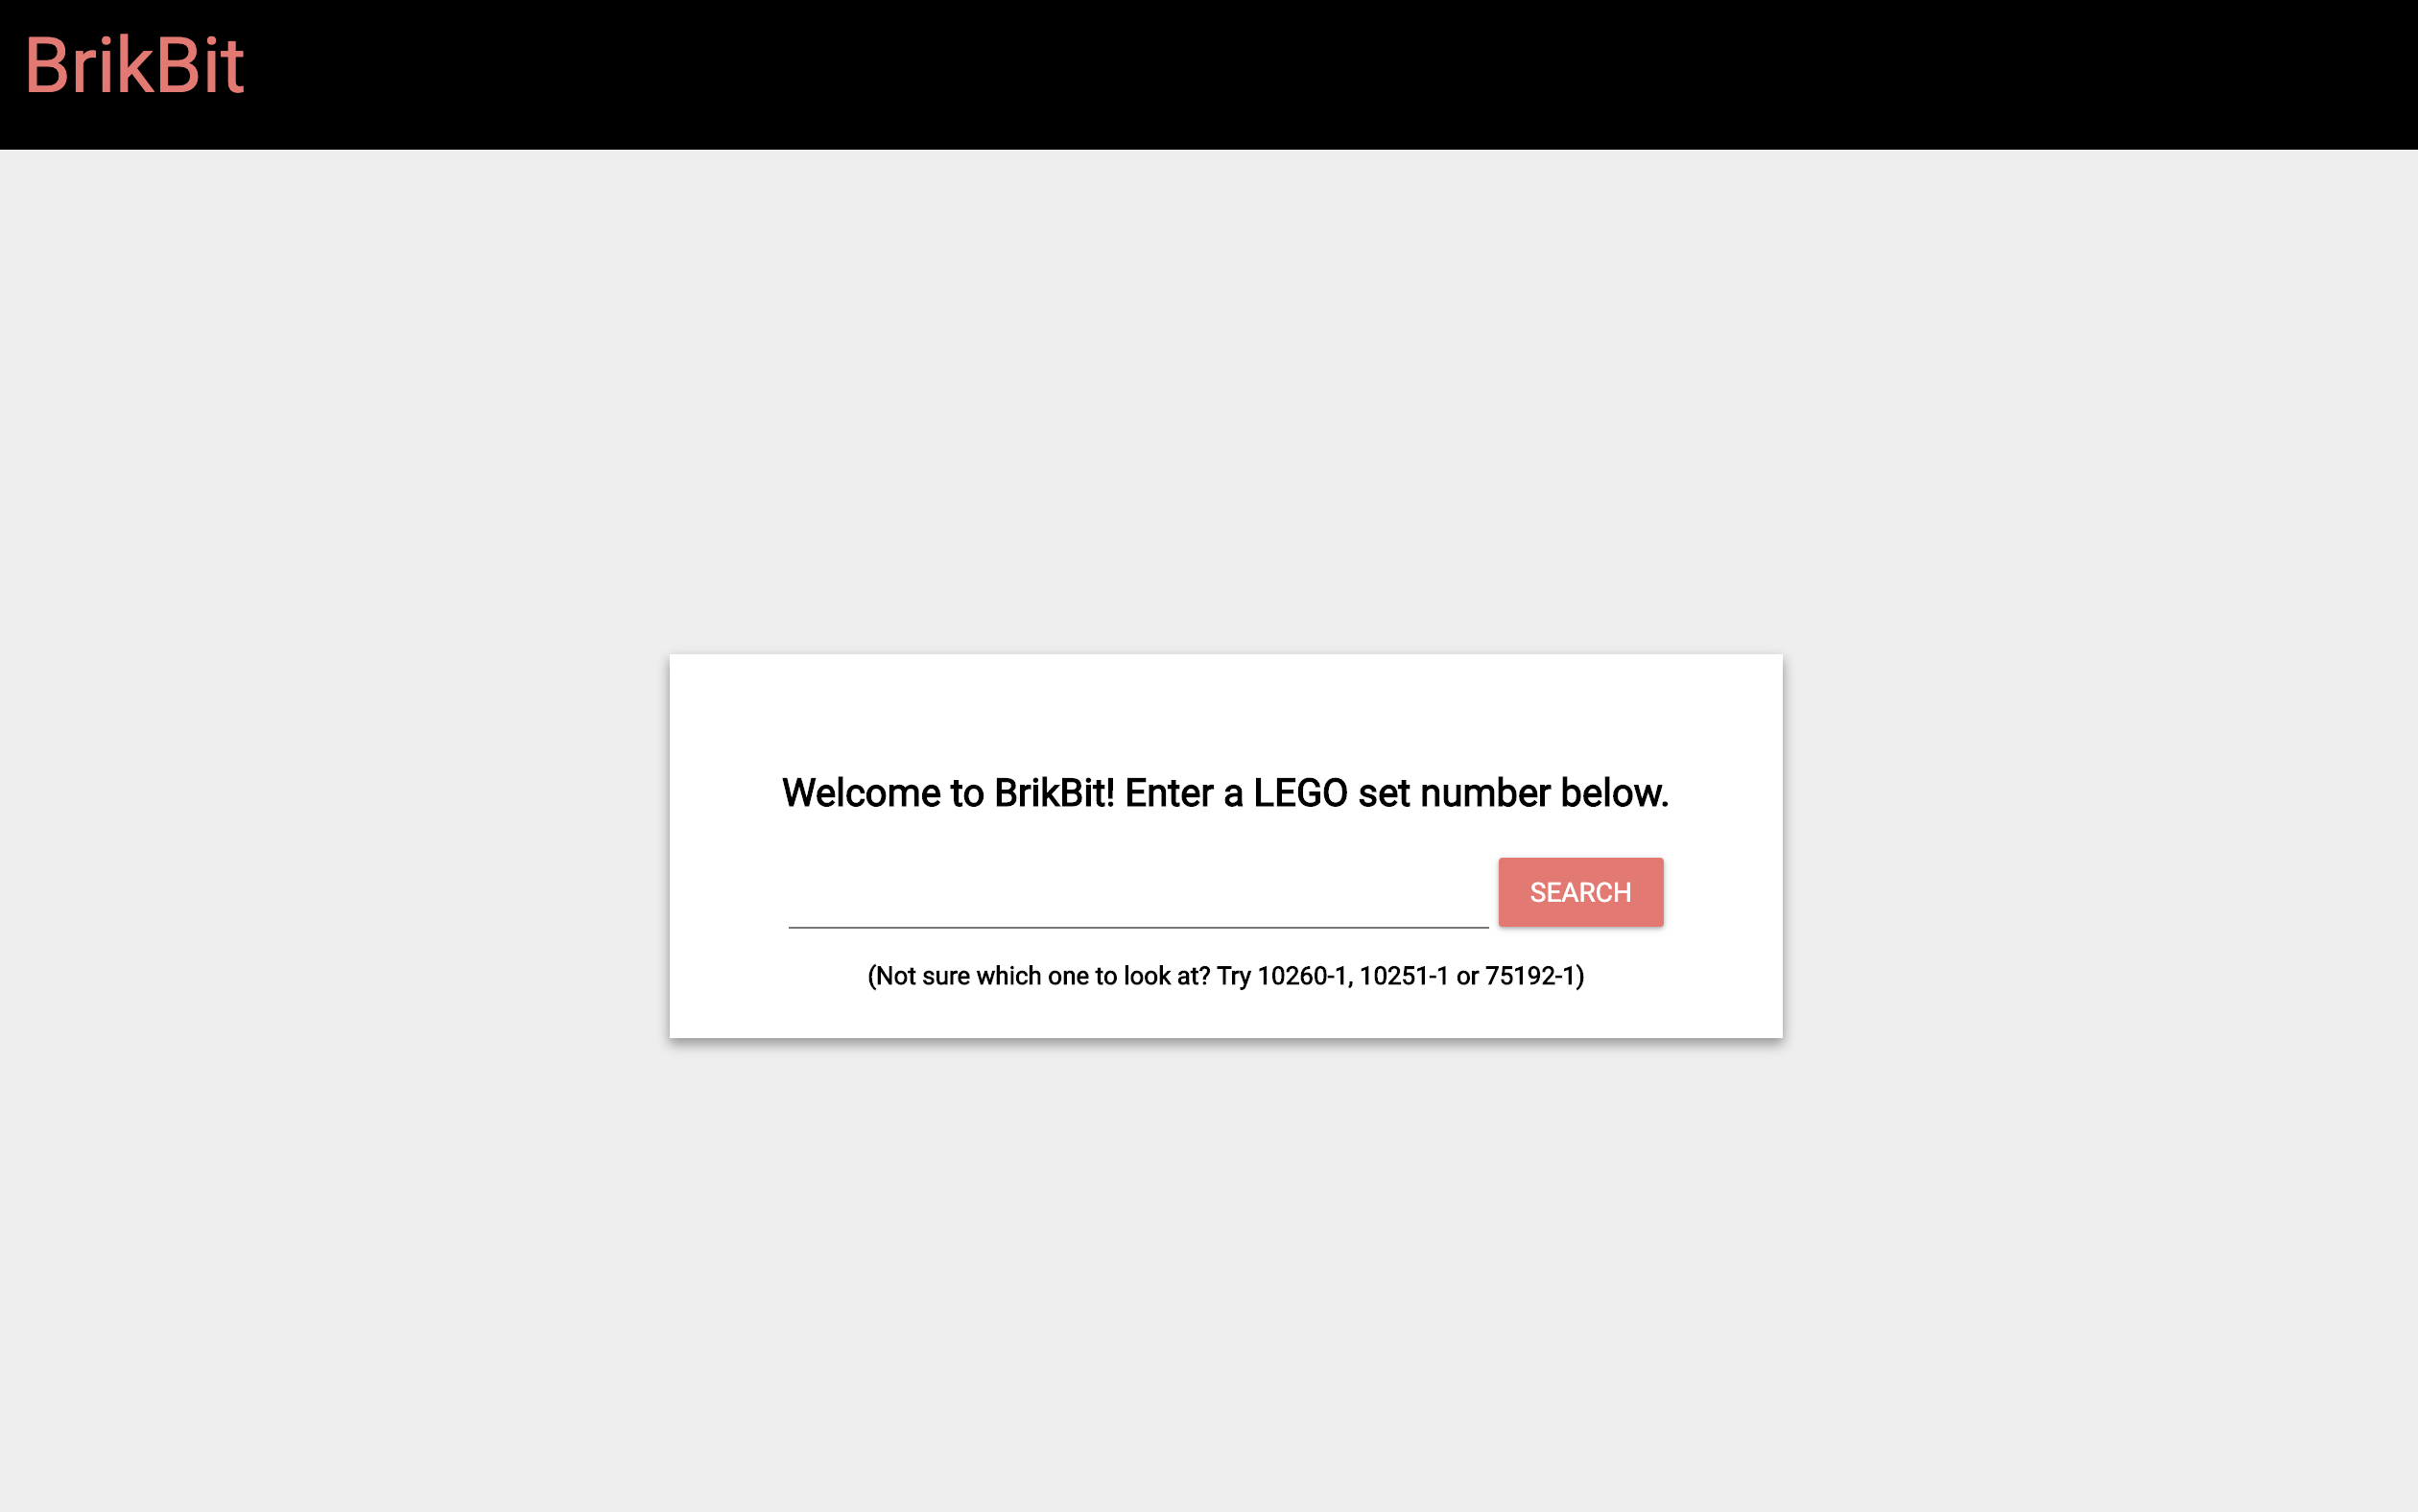 BrikBit
Welcome to BrikBit! Enter a LEGO set number below.
SEARCH
(Not sure which one to look at? Try 10260-1, 10251-1 or 75192-1)